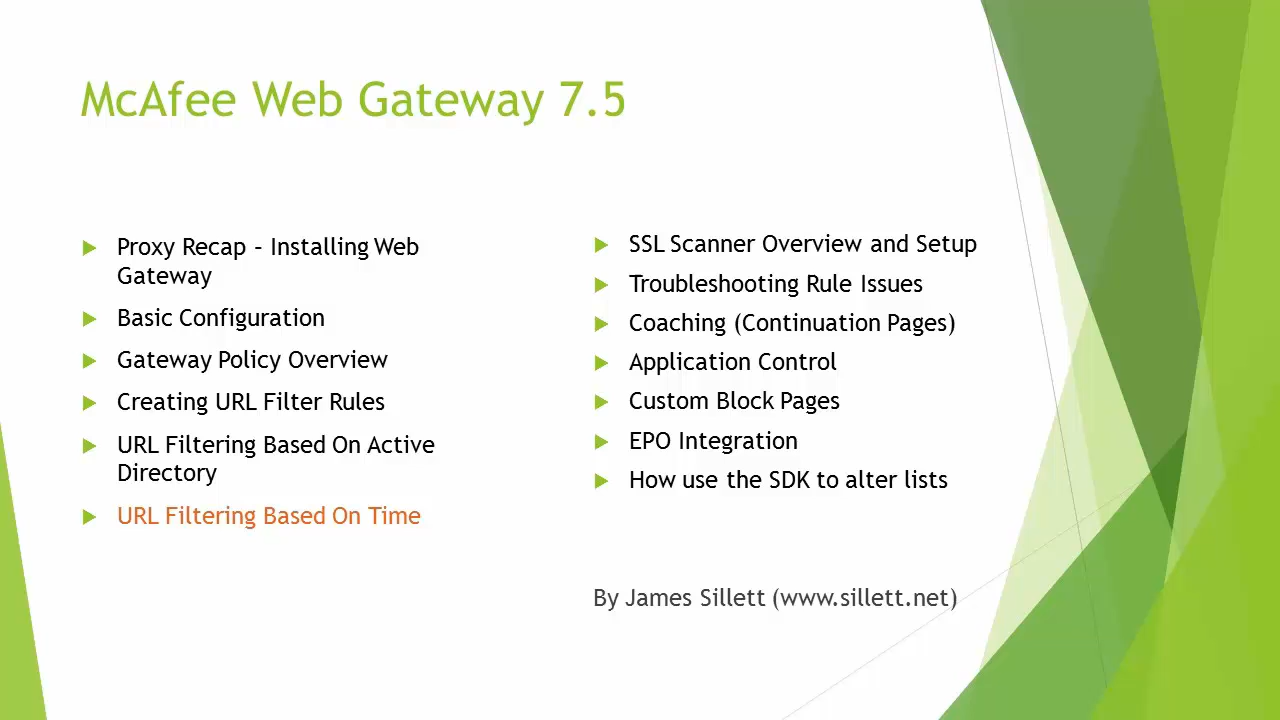 McAfee Web Gateway 7.5
Proxy Recap – Installing Web
Gateway
Basic Configuration
Gateway Policy Overview
Creating URL Filter Rules
URL Filtering Based On Active
Directory
URL Filtering Based On Time
SSL Scanner Overview and Setup
Troubleshooting Rule Issues
Coaching (Continuation Pages)
Application Control
Custom Block Pages
EPO Integration
How use the SDK to alter lists
By James Sillett (www.sillett.net)